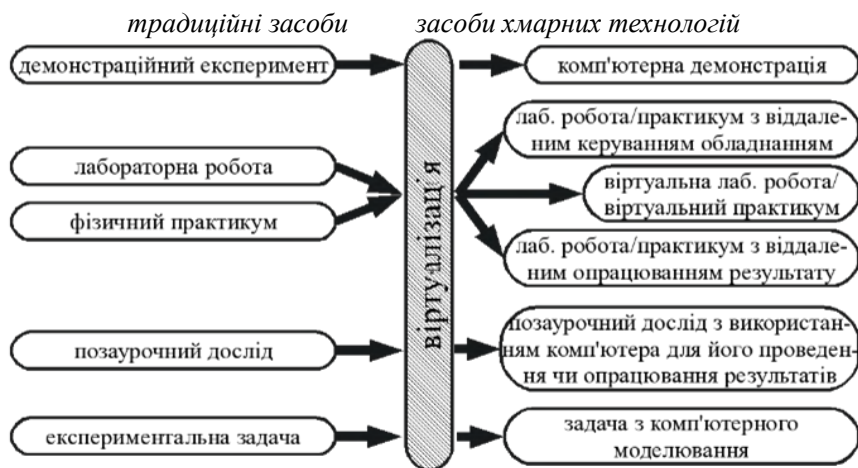 традиційні засоби
засоби хмарних технологій
демонстраційний експеримент
комп'ютерна демонстрація
лаб. робота/практикум з віддале-
ним керуванням обладнанням
лабораторна робота
віртуальна лаб. робота/
віртуальний практикум
фізичний практикум
лаб. робота/практикум з віддале-
ним опрацюванням результату
віртуалізація
позаурочний дослід
позаурочний дослід з використан-
ням комп'ютера для його проведен-
ня чи опрацювання результатів
експериментальна задача
задача з комп'ютерного
моделювання